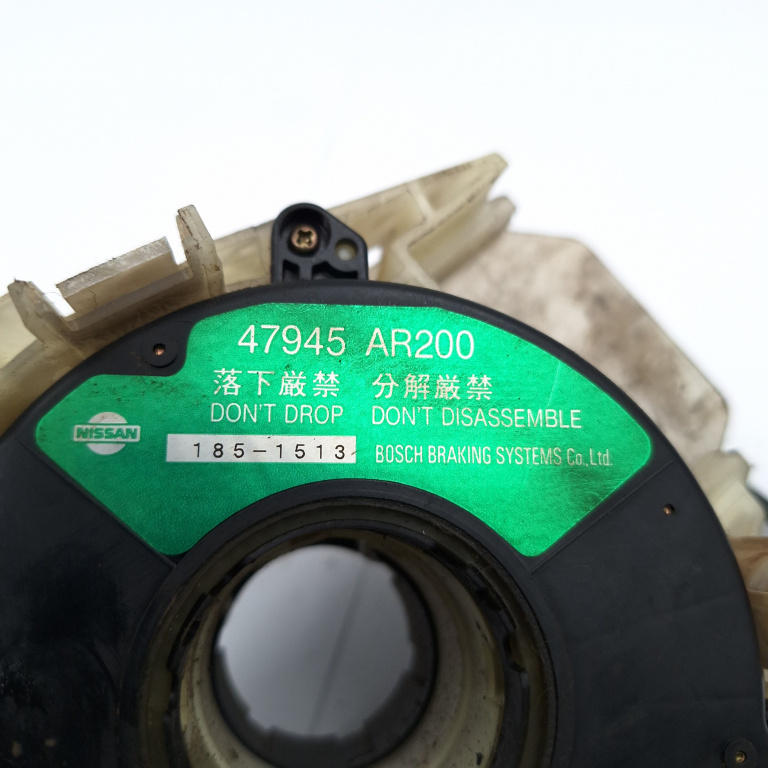 47945 AR200
落下厳禁 分解厳禁
DON'T DROP DON'T DISASSEMBLE
NISSAN
185-1513 BOSCH BRAKING SYSTEMS Co.,Ltd.